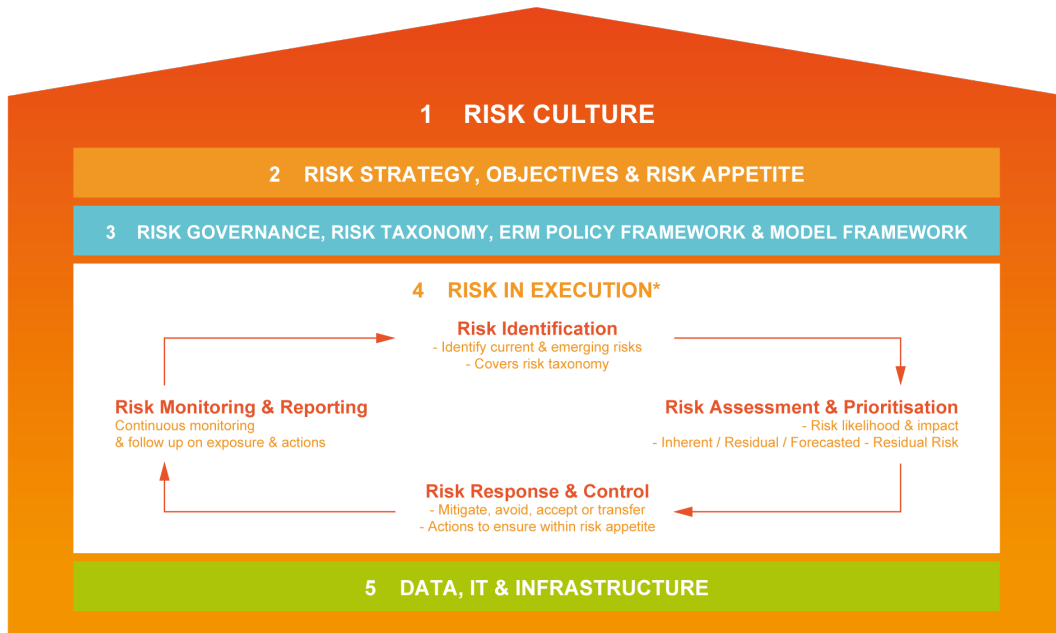 1 RISK CULTURE
2 RISK STRATEGY, OBJECTIVES & RISK APPETITE
3 RISK GOVERNANCE, RISK TAXONOMY, ERM POLICY FRAMEWORK & MODEL FRAMEWORK
4 RISK IN EXECUTION*
Risk Identification
- Identify current & emerging risks
- Covers risk taxonomy
Risk Assessment & Prioritisation
- Risk likelihood & impact
- Inherent / Residual / Forecasted - Residual Risk
Risk Response & Control
- Mitigate, avoid, accept or transfer
- Actions to ensure within risk appetite
Risk Monitoring & Reporting
Continuous monitoring
& follow up on exposure & actions
5 DATA, IT & INFRASTRUCTURE